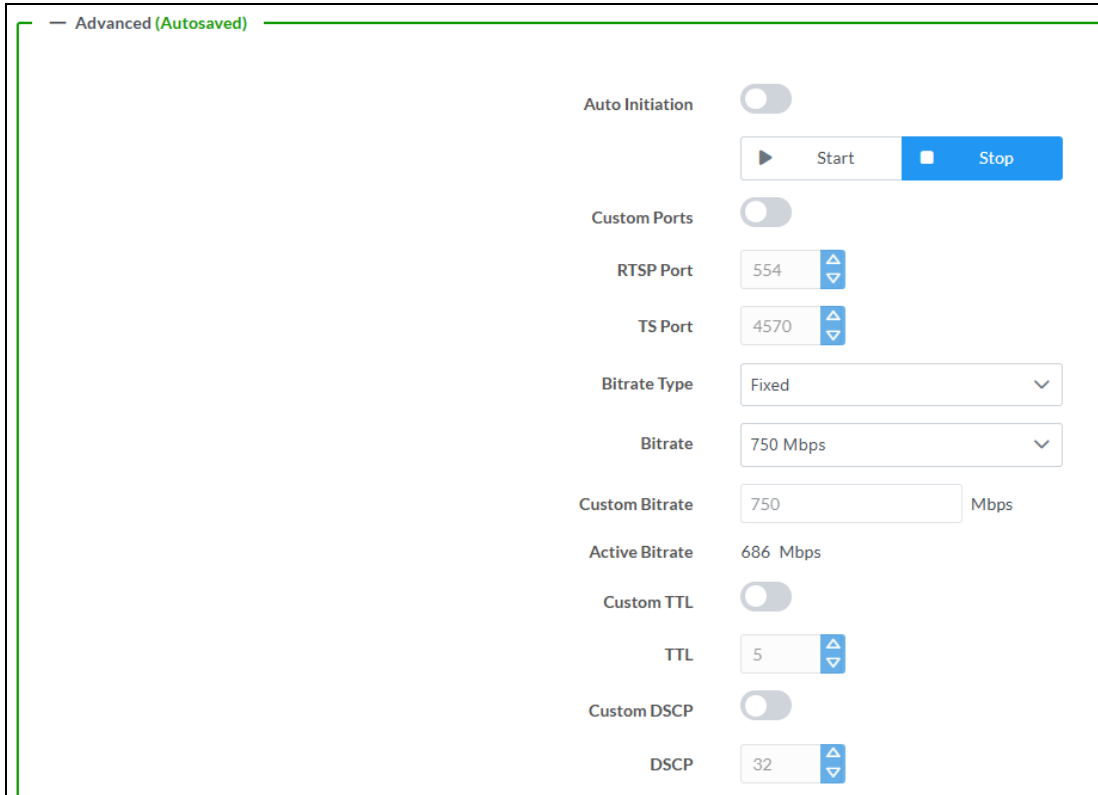 Advanced (Autosaved)
Auto Initiation
Start Stop
Custom Ports
RTSP Port 554
TS Port 4570
Bitrate Type Fixed
Bitrate 750 Mbps
Custom Bitrate 750 Mbps
Active Bitrate 686 Mbps
Custom TTL
TTL 5
Custom DSCP
DSCP 32